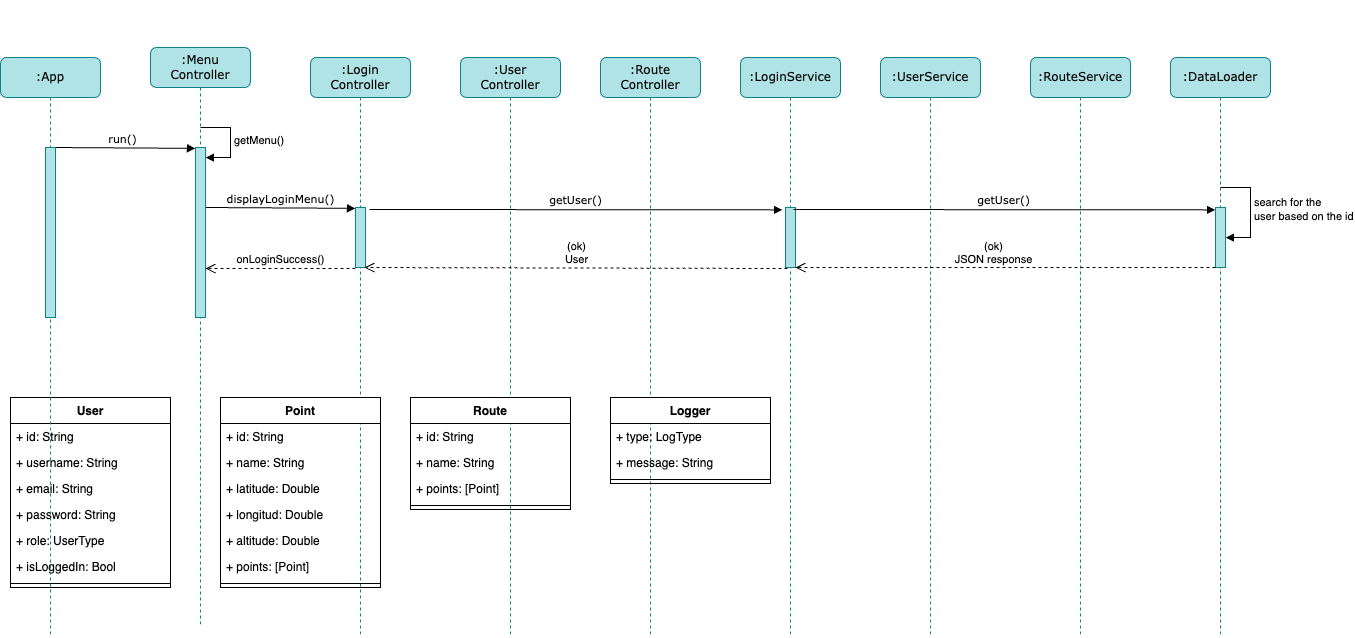 :App
:Menu
Controller
:Login
Controller
:User
Controller
:Route
Controller
:LoginService
:UserService
:RouteService
:DataLoader
run()
getMenu()
displayLoginMenu()
getUser()
getUser()
search for the
user based on the id
onLoginSuccess()
(ok)
User
(ok)
JSON response
User
+ id: String
+ username: String
+ email: String
+ password: String
+ role: UserType
+ isLoggedIn: Bool
Point
+ id: String
+ name: String
+ latitude: Double
+ longitud: Double
+ altitude: Double
+ points: [Point]
Route
+ id: String
+ name: String
+ points: [Point]
Logger
+ type: LogType
+ message: String